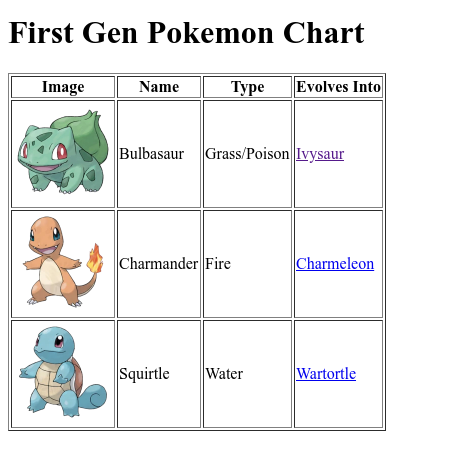 First Gen Pokemon Chart
Image Name Type Evolves Into
Bulbasaur Grass/Poison Ivysaur
Charmander Fire Charmeleon
Squirtle Water Wartortle